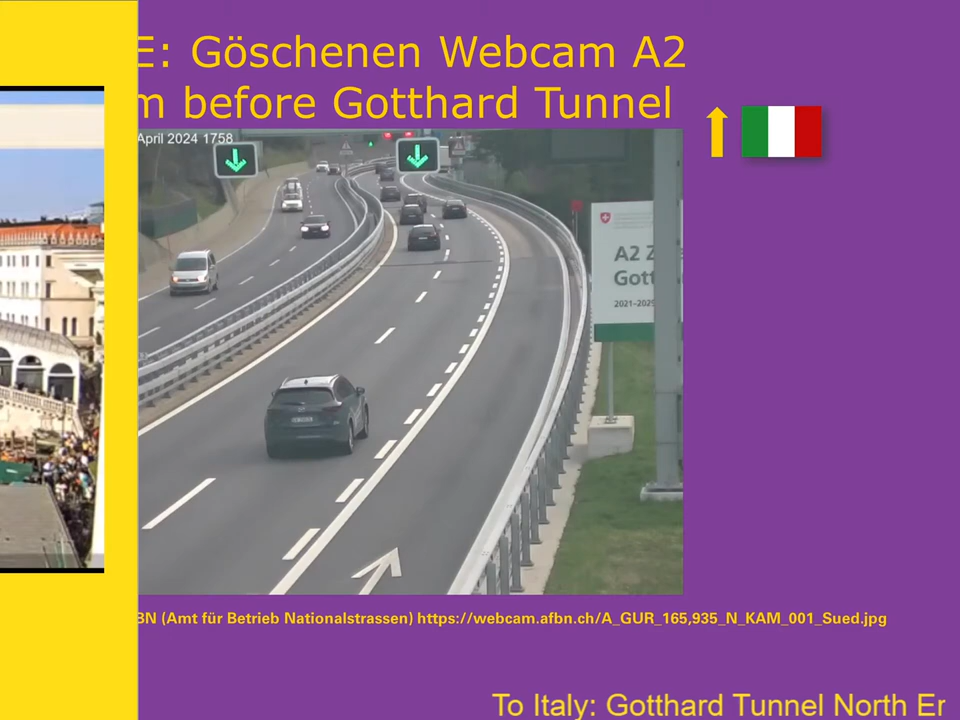 E: Göschenen Webcam A2
m before Gotthard Tunnel
April 2024 1758
A2 Z
Gott
2021-2029
BN (Amt für Betrieb Nationalstrassen) https://webcam.afbn.ch/A_GUR_165,935_N_KAM_001_Sued.jpg
To Italy: Gotthard Tunnel North Er